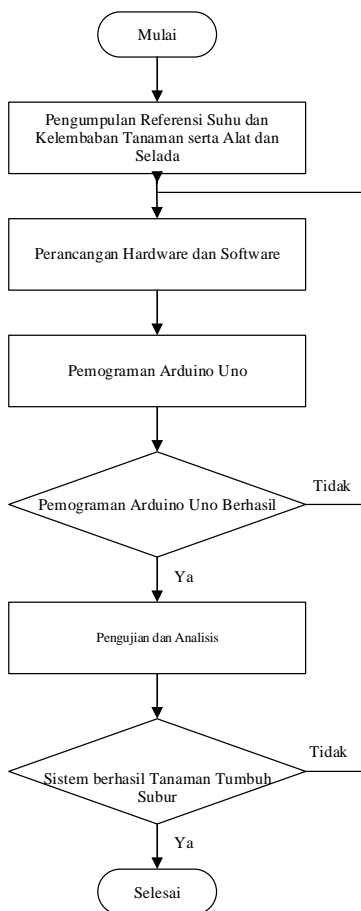 Mulai
Pengumpulan Referensi Suhu dan
Kelembaban Tanaman serta Alat dan
Selada
Perancangan Hardware dan Software
Pemograman Arduino Uno
Pemograman Arduino Uno Berhasil
Tidak
Ya
Pengujian dan Analisis
Tidak
Sistem berhasil Tanaman Tumbuh
Subur
Ya
Selesai